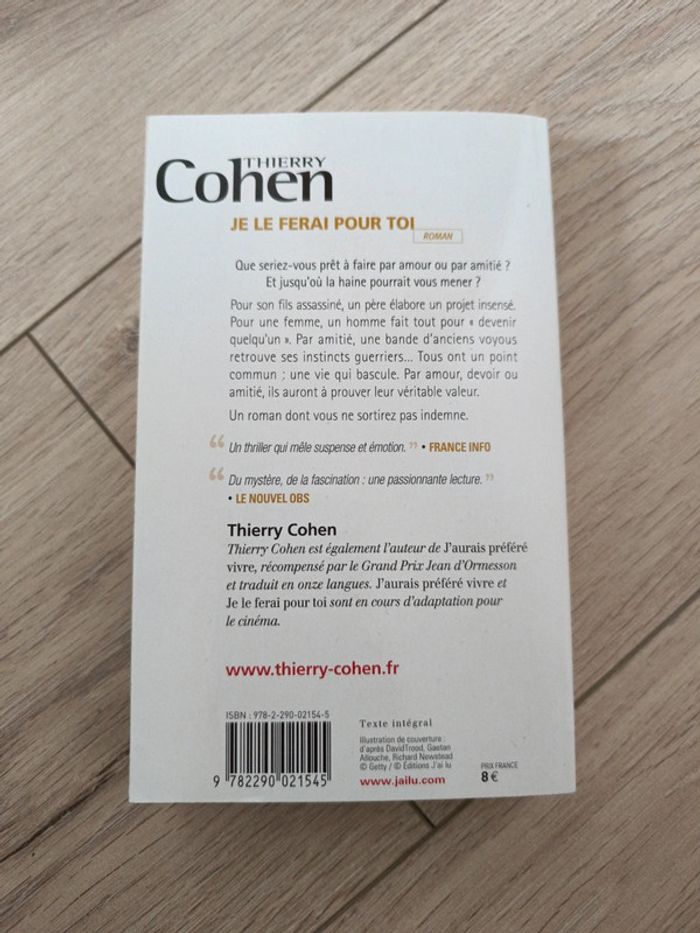 THIERRY
Cohen
JE LE FERAI POUR TOI
ROMAN
Que seriez-vous prêt à faire par amour ou par amitié ?
Et jusqu'où la haine pourrait vous mener ?
Pour son fils assassiné, un père élabore un projet insensé.
Pour une femme, un homme fait tout pour « devenir
quelqu'un ». Par amitié, une bande d'anciens voyous
retrouve ses instincts guerriers... Tous ont un point
commun : une vie qui bascule. Par amour, devoir ou
amitié, ils auront à prouver leur véritable valeur.
Un roman dont vous ne sortirez pas indemne.
“ Un thriller qui mêle suspense et émotion. ” • FRANCE INFO
“ Du mystère, de la fascination : une passionnante lecture. ”
• LE NOUVEL OBS
Thierry Cohen
Thierry Cohen est également l'auteur de J'aurais préféré
vivre, récompensé par le Grand Prix Jean d'Ormesson
et traduit en onze langues. J'aurais préféré vivre et
Je le ferai pour toi sont en cours d'adaptation pour
le cinéma.
www.thierry-cohen.fr
ISBN : 978-2-290-02154-5
9 782290 021545
Texte intégral
Illustration de couverture :
d'après DavidTrood, Gaetan
Allouche, Richard Newstead
© Getty / © Éditions J'ai lu
www.jailu.com
PRIX FRANCE
8 €